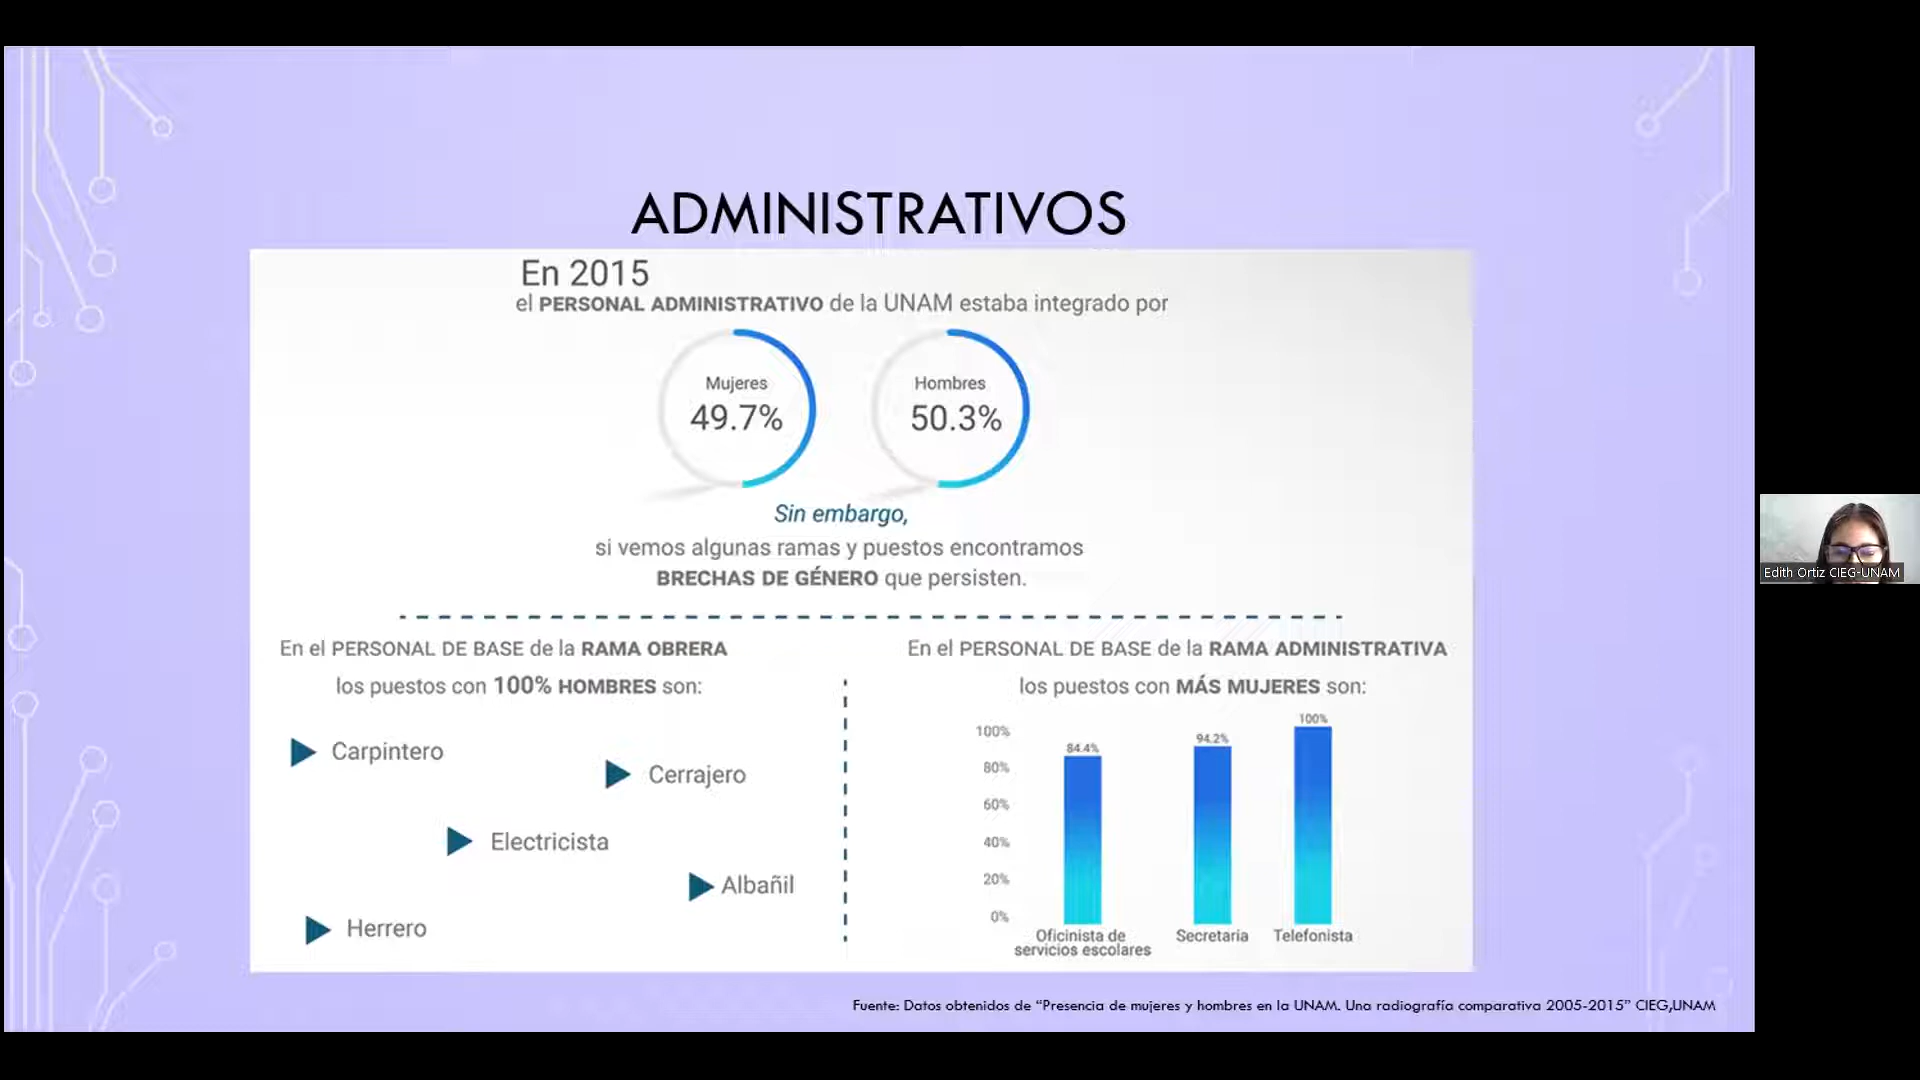 ADMINISTRATIVOS
En 2015
el PERSONAL ADMINISTRATIVO de la UNAM estaba integrado por
Mujeres
49.7%
Hombres
50.3%
Sin embargo,
si vemos algunas ramas y puestos encontramos
BRECHAS DE GÉNERO que persisten.
En el PERSONAL DE BASE de la RAMA OBRERA
los puestos con 100% HOMBRES son:
Carpintero
Cerrajero
Electricista
Albañil
Herrero
En el PERSONAL DE BASE de la RAMA ADMINISTRATIVA
los puestos con MÁS MUJERES son:
100%
80%
60%
40%
20%
0%
84.4%
94.2%
100%
Oficinista de
servicios escolares
Secretaria
Telefonista
Fuente: Datos obtenidos de “Presencia de mujeres y hombres en la UNAM. Una radiografía comparativa 2005-2015” CIEG,UNAM
Edith Ortiz CIEG-UNAM